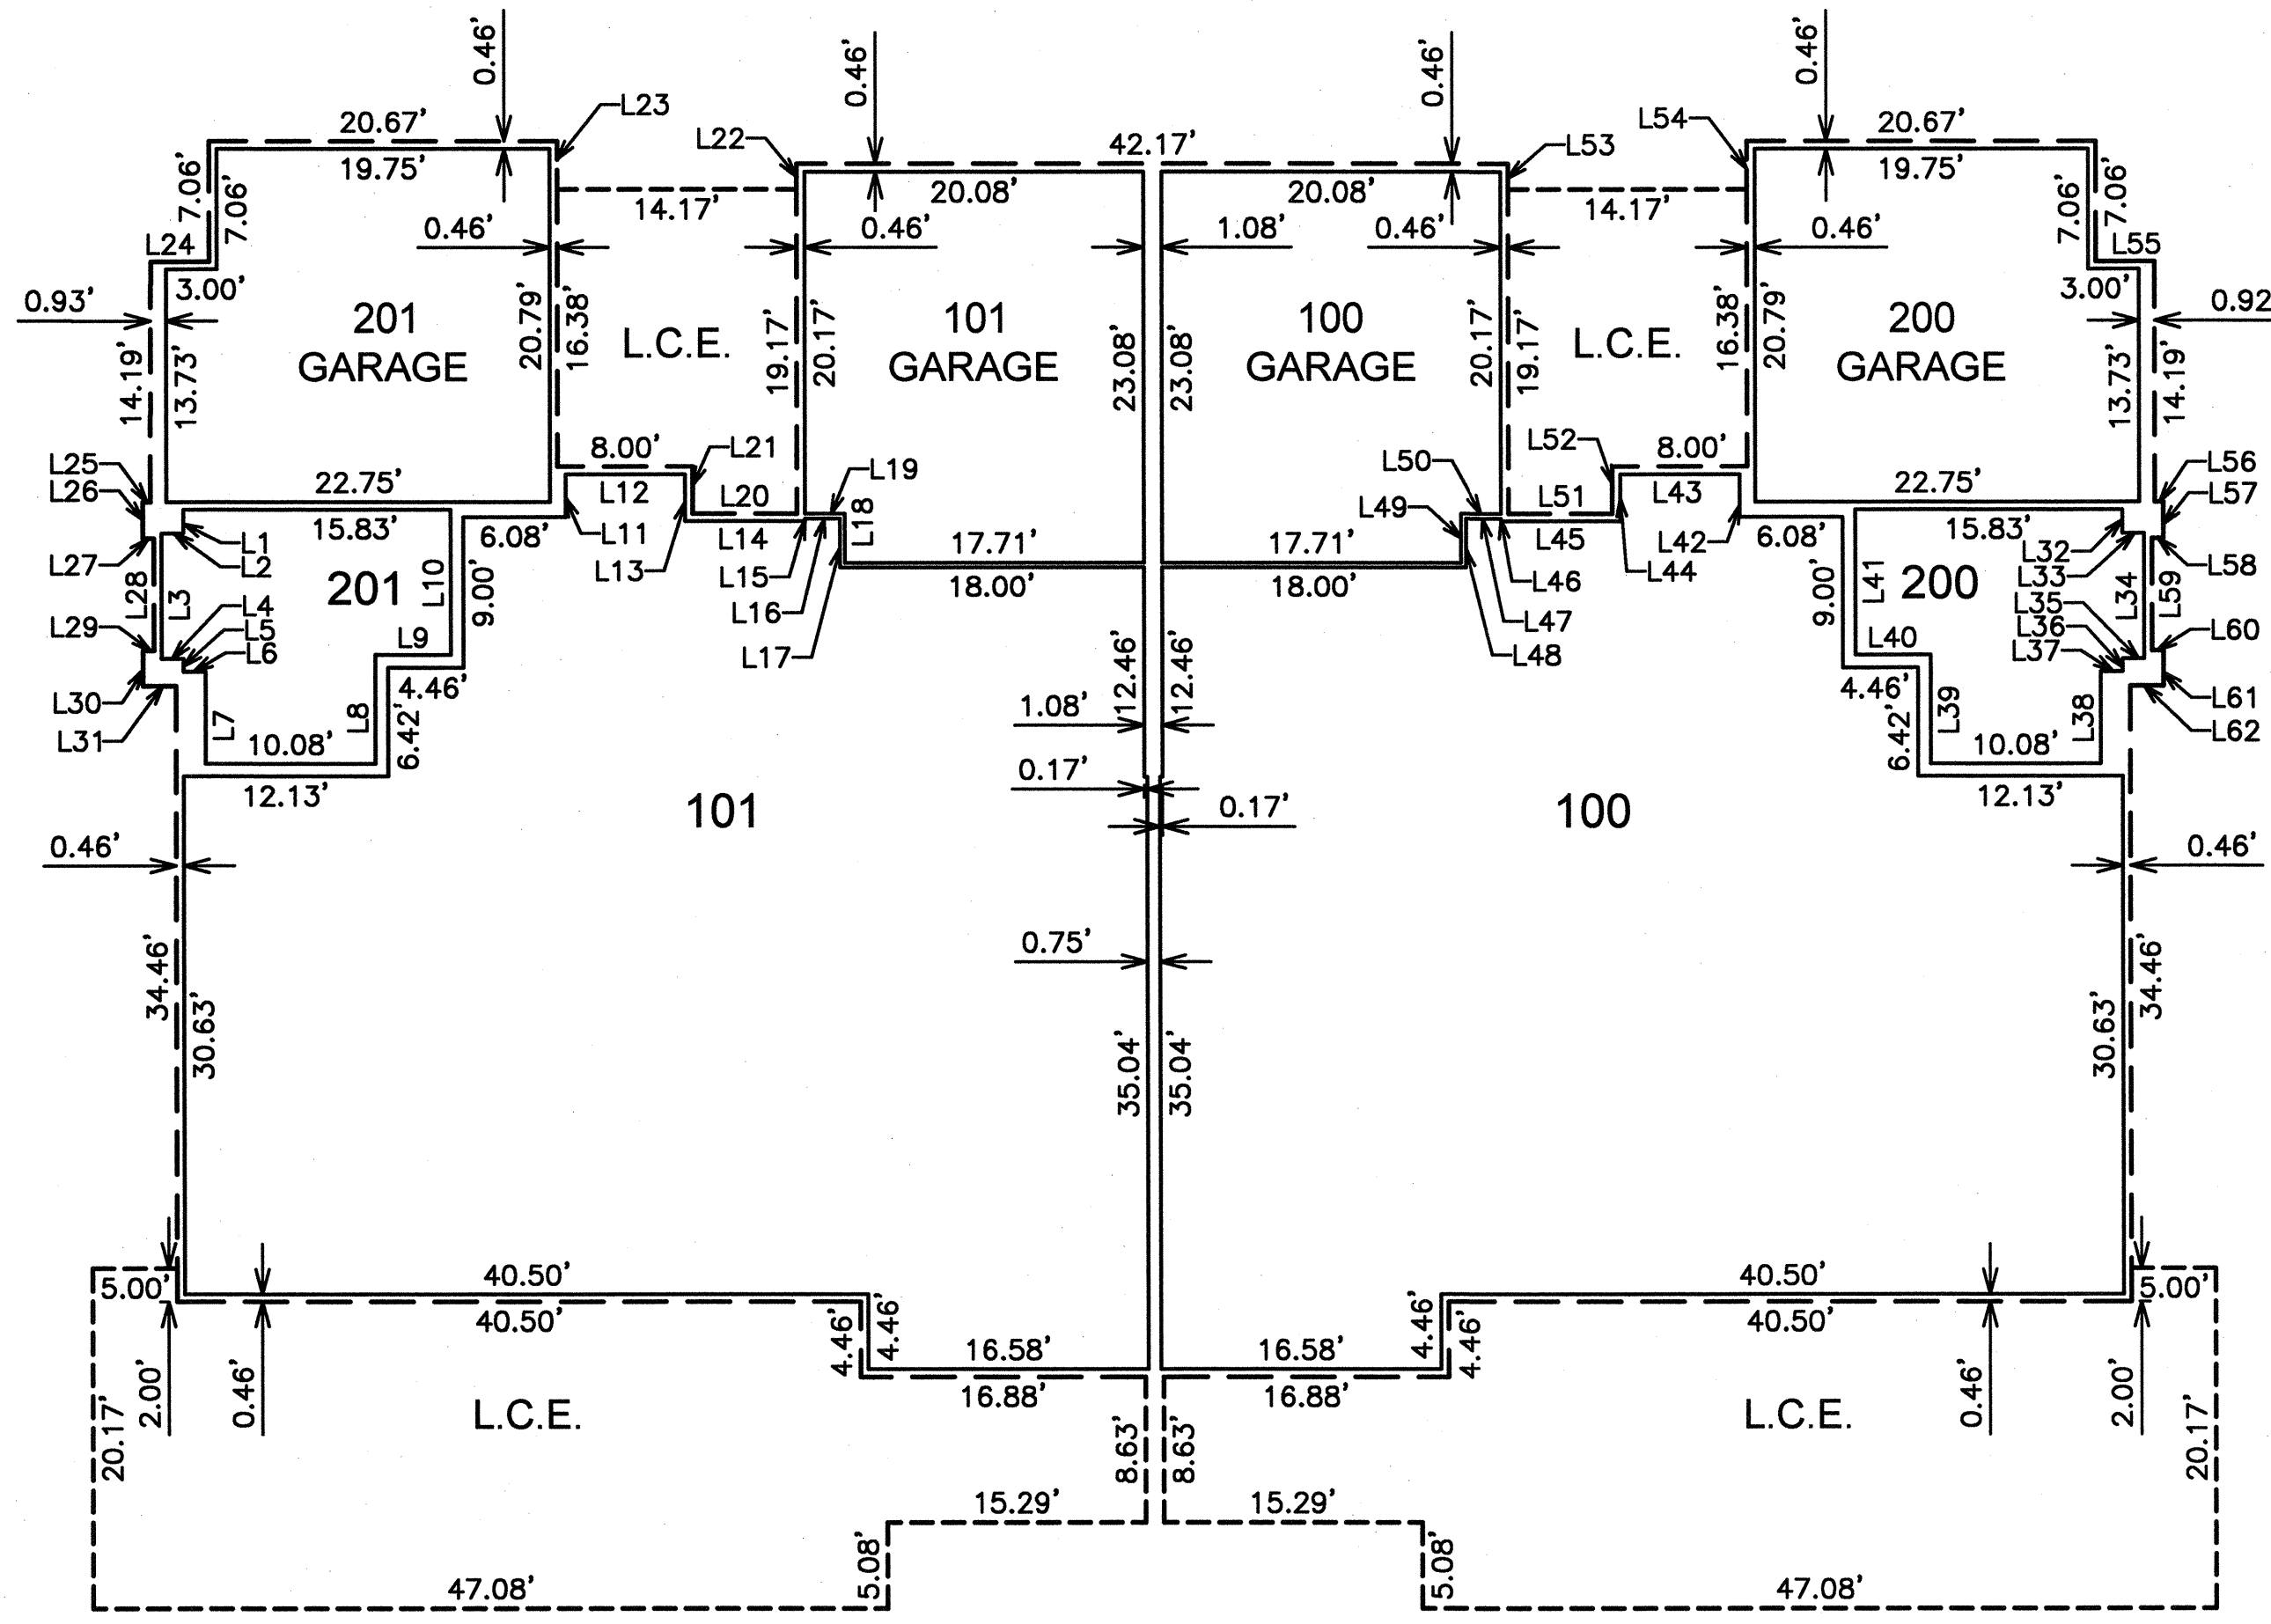 0.46'
0.46'
0.46'
0.46'
L23
L22
L54
L53
20.67'
42.17'
20.67'
19.75'
20.08'
20.08'
19.75'
7.06'
7.06'
14.17'
14.17'
7.06'
7.06'
L24
0.46'
0.46'
1.08'
0.46'
0.46'
L55
3.00'
3.00'
0.93'
0.92
201
GARAGE
L.C.E.
101
GARAGE
100
GARAGE
L.C.E.
200
GARAGE
14.19'
13.73'
20.79'
16.38'
19.17'
20.17'
23.08'
23.08'
20.17'
19.17'
16.38'
20.79'
13.73'
14.19'
L25
L26
L27
L28
L29
L30
L31
22.75'
8.00'
L21
L19
L50
L52
8.00'
22.75'
L56
L57
L58
L59
L60
L61
L62
L12
L20
L18
L49
L51
L43
15.83'
L1
L2
L3
L4
L5
L6
L7
L8
L9
L10
6.08'
L11
L13
L14
L15
L16
L17
17.71'
18.00'
17.71'
18.00'
L45
L46
L47
L48
L44
L42
6.08'
15.83'
L32
L33
L34
L35
L36
L37
L38
L39
L40
L41
201
200
9.00'
9.00'
4.46'
4.46'
6.42'
6.42'
10.08'
10.08'
12.13'
12.13'
12.46'
12.46'
1.08'
0.17'
0.17'
101
100
0.46'
0.46'
0.75'
34.46'
30.63'
35.04'
35.04'
30.63'
34.46'
5.00'
40.50'
40.50'
5.00'
40.50'
40.50'
4.46'
4.46'
16.58'
16.58'
4.46'
4.46'
16.88'
16.88'
20.17'
2.00'
0.46'
L.C.E.
8.63'
8.63'
L.C.E.
0.46'
2.00'
20.17'
15.29'
15.29'
5.08'
5.08'
47.08'
47.08'